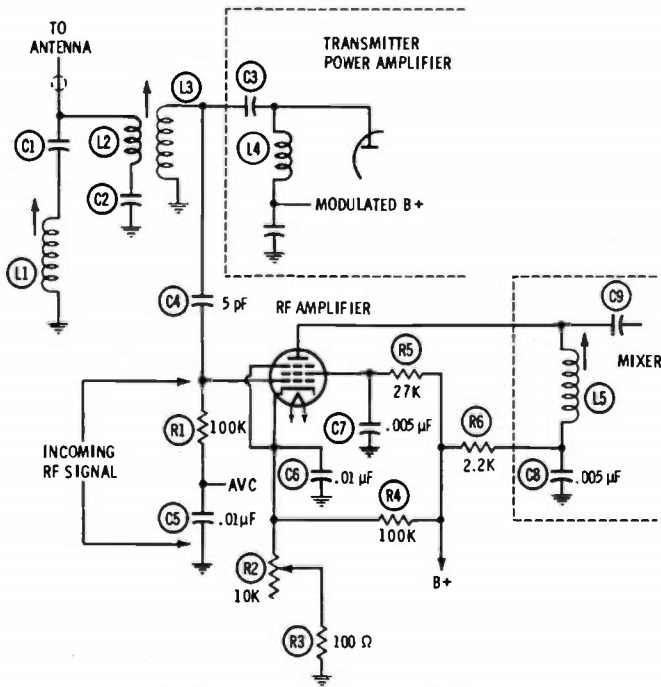 TO
ANTENNA
TRANSMITTER
POWER AMPLIFIER
L3
C3
C1
L2
L4
C2
MODULATED B+
L1
C4
5 pF
RF AMPLIFIER
C9
R5
MIXER
27K
L5
R1
100K
C7
.005 µF
R6
INCOMING
RF SIGNAL
2.2K
AVC
C6
.01 µF
R4
C8
.005 µF
C5
.01µF
100K
R2
10K
B+
R3
100 Ω